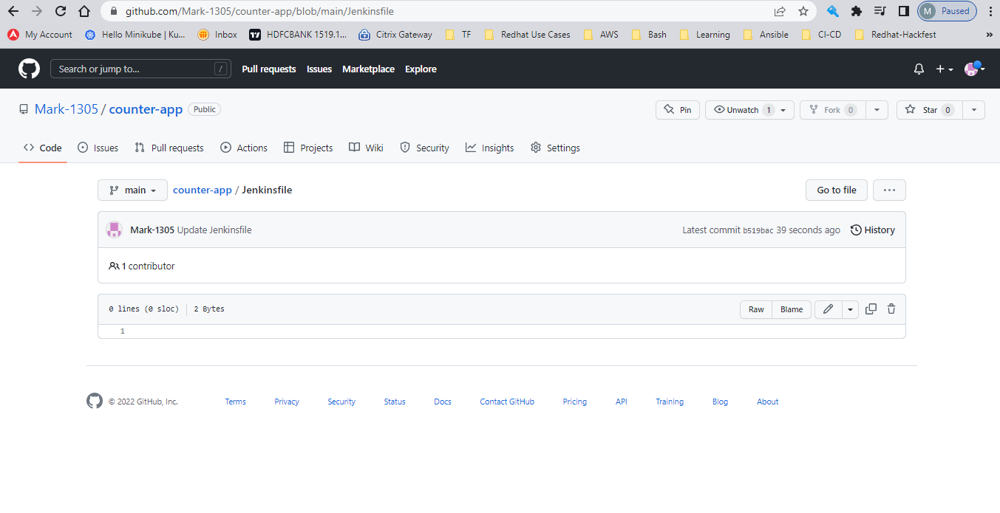 github.com/Mark-1305/counter-app/blob/main/Jenkinsfile
M Paused
My Account Hello Minikube | Ku... Inbox HDFCBANK 1519.1... Citrix Gateway TF Redhat Use Cases AWS Bash Learning Ansible CI-CD Redhat-Hackfest »
Search or jump to... / Pull requests Issues Marketplace Explore
Mark-1305 / counter-app Public Pin Unwatch 1 Fork 0 Star 0
Code Issues Pull requests Actions Projects Wiki Security Insights Settings
main counter-app / Jenkinsfile Go to file ...
Mark-1305 Update Jenkinsfile Latest commit b519bac 39 seconds ago History
1 contributor
0 lines (0 sloc) 2 Bytes Raw Blame
1
© 2022 GitHub, Inc. Terms Privacy Security Status Docs Contact GitHub Pricing API Training Blog About